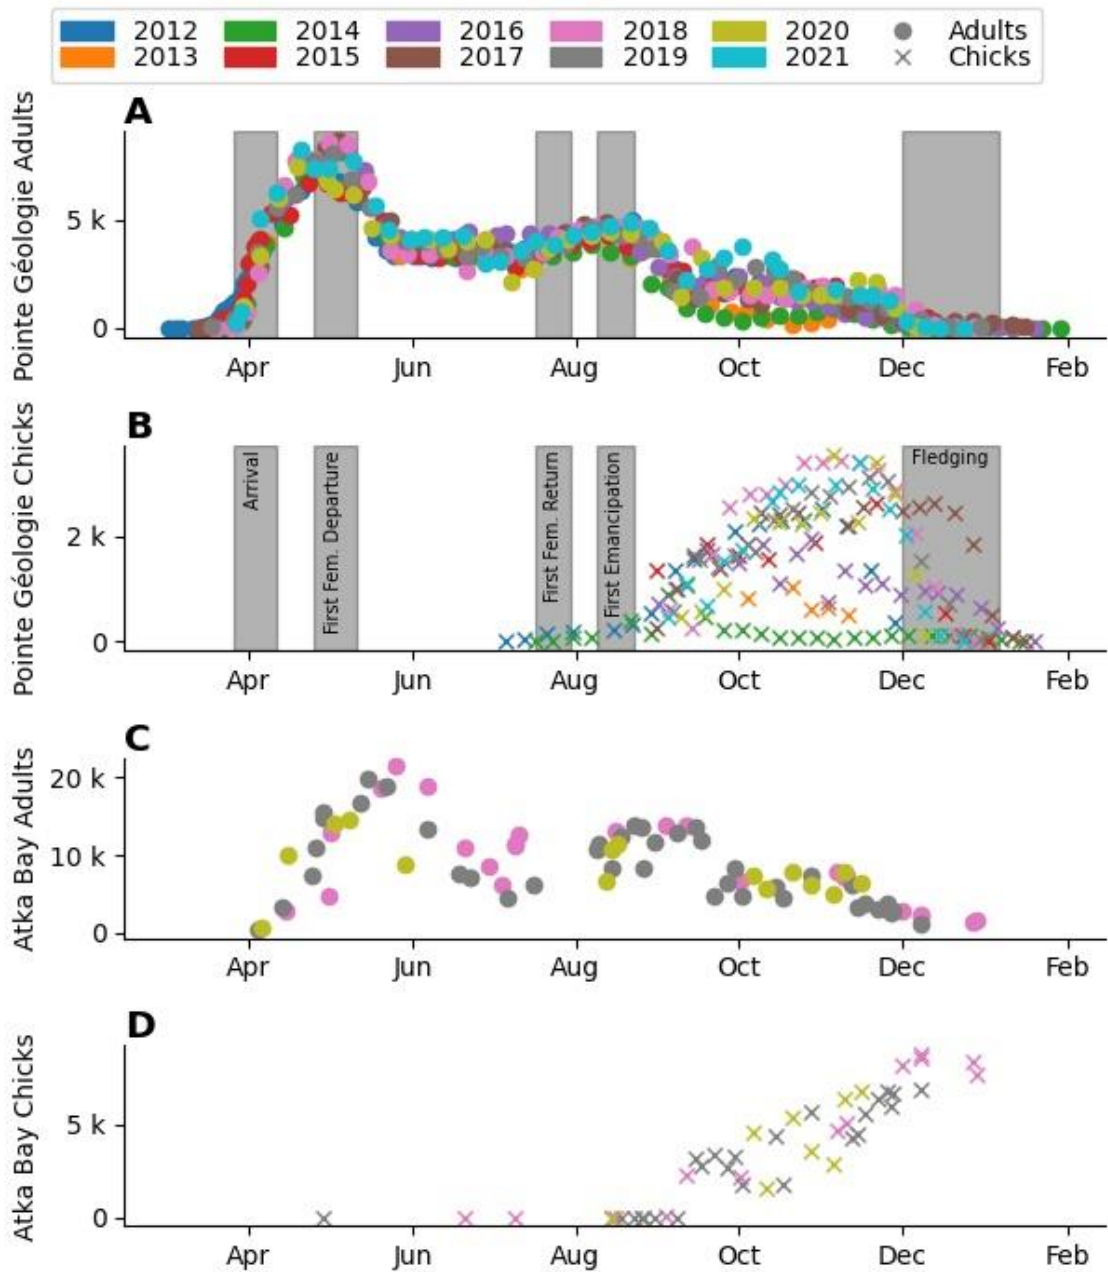 2012 2014 2016 2018 2020 Adults
2013 2015 2017 2019 2021 Chicks
A
Pointe Géologie Adults
5 k
0
Apr Jun Aug Oct Dec Feb
B
Pointe Géologie Chicks
Arrival
First Fem. Departure
First Fem. Return
First Emancipation
Fledging
2 k
0
Apr Jun Aug Oct Dec Feb
C
Atka Bay Adults
20 k
10 k
0
Apr Jun Aug Oct Dec Feb
D
Atka Bay Chicks
5 k
0
Apr Jun Aug Oct Dec Feb